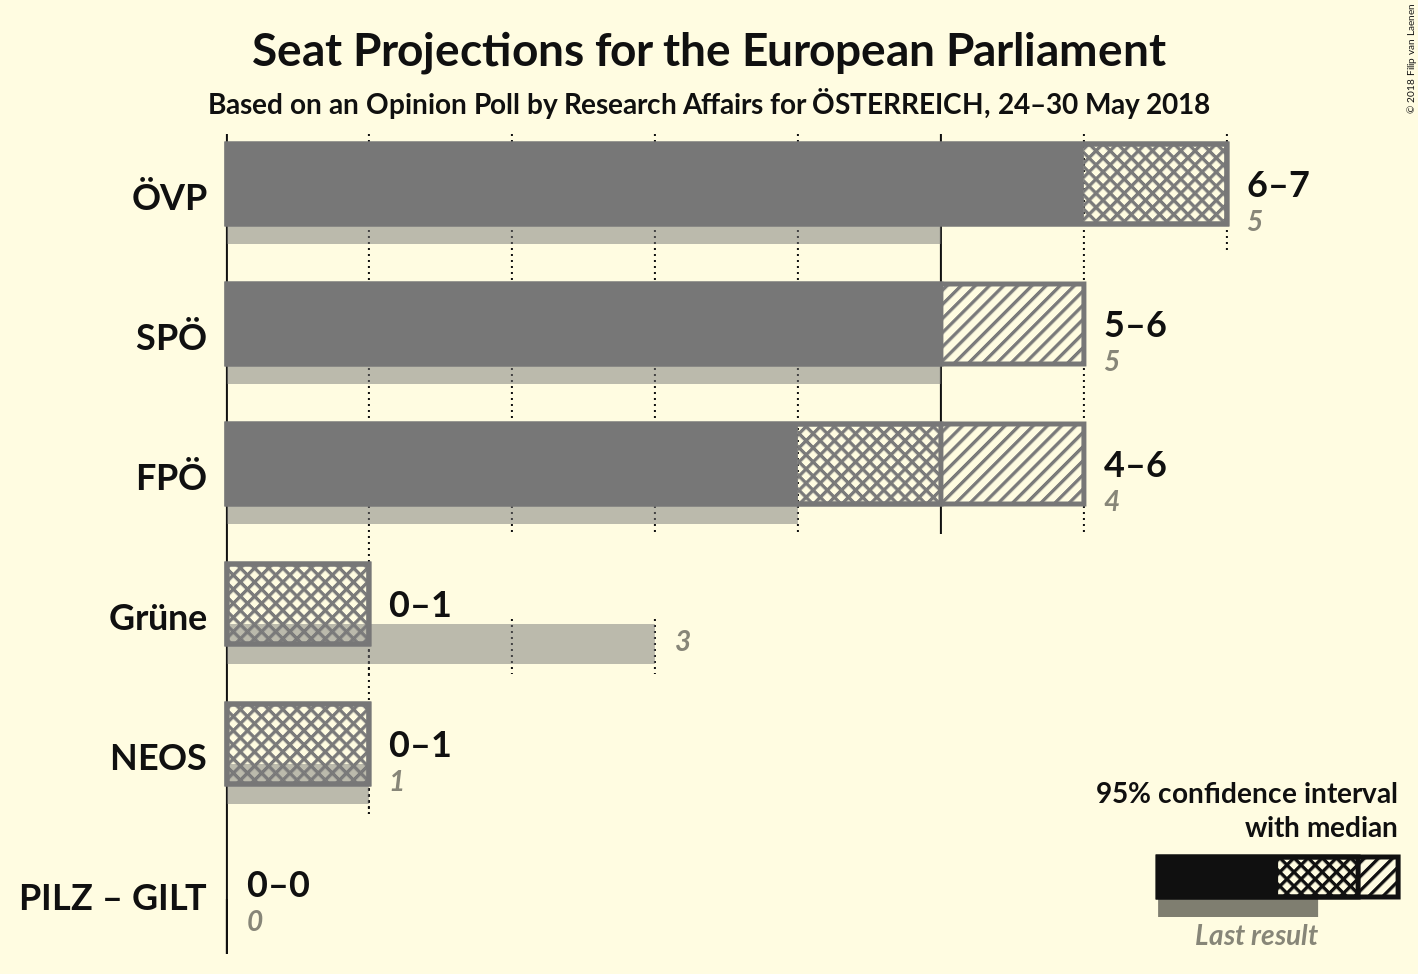 Seat Projections for the European Parliament
Based on an Opinion Poll by Research Affairs for ÖSTERREICH, 24–30 May 2018
© 2018 Filip van Laenen
ÖVP
6–7
5
SPÖ
5–6
5
FPÖ
4–6
4
Grüne
0–1
3
NEOS
0–1
1
PILZ – GILT
0–0
0
95% confidence interval
with median
Last result